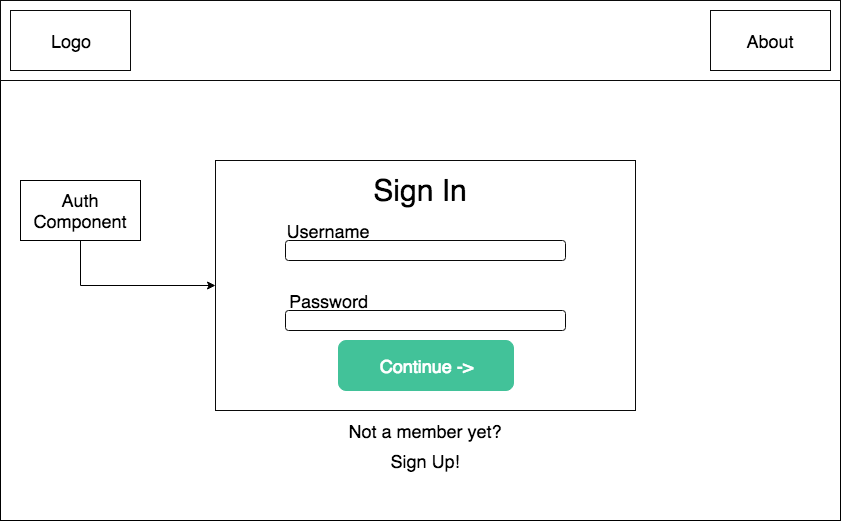 Logo
About
Auth
Component
Sign In
Username
Password
Continue ->
Not a member yet?
Sign Up!